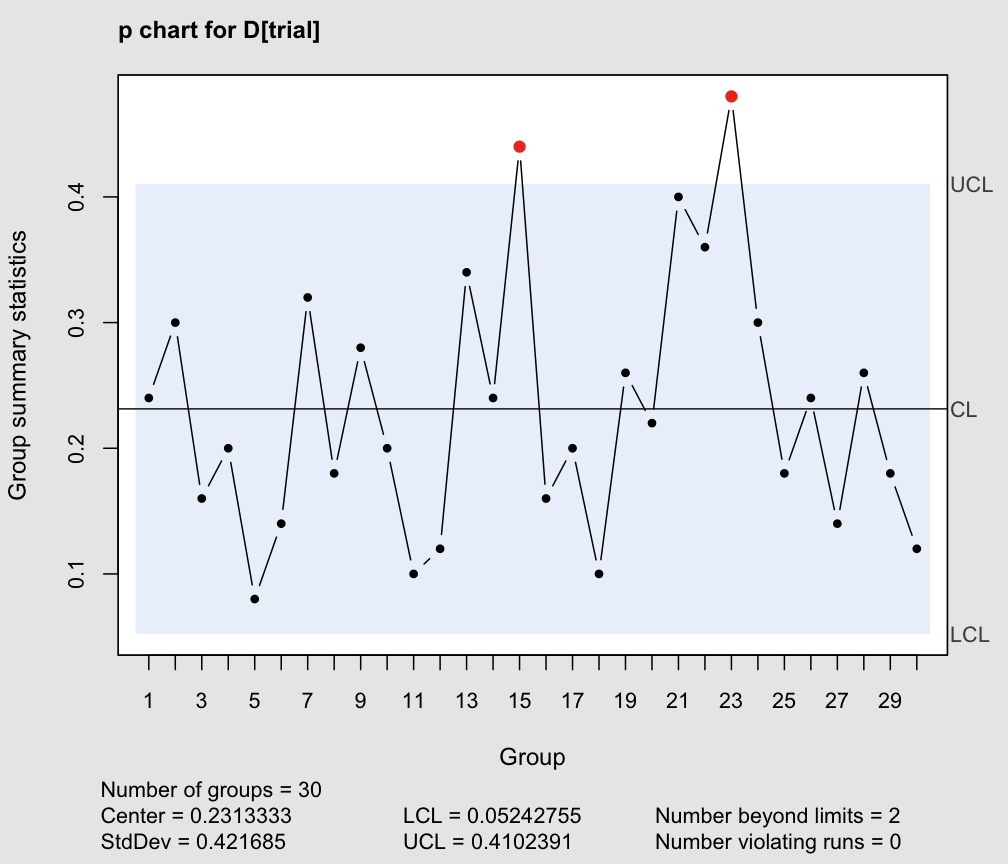 p chart for D[trial]
Group summary statistics
0.4
0.3
0.2
0.1
UCL
CL
LCL
1 3 5 7 9 11 13 15 17 19 21 23 25 27 29
Group
Number of groups = 30
Center = 0.2313333 LCL = 0.05242755 Number beyond limits = 2
StdDev = 0.421685 UCL = 0.4102391 Number violating runs = 0